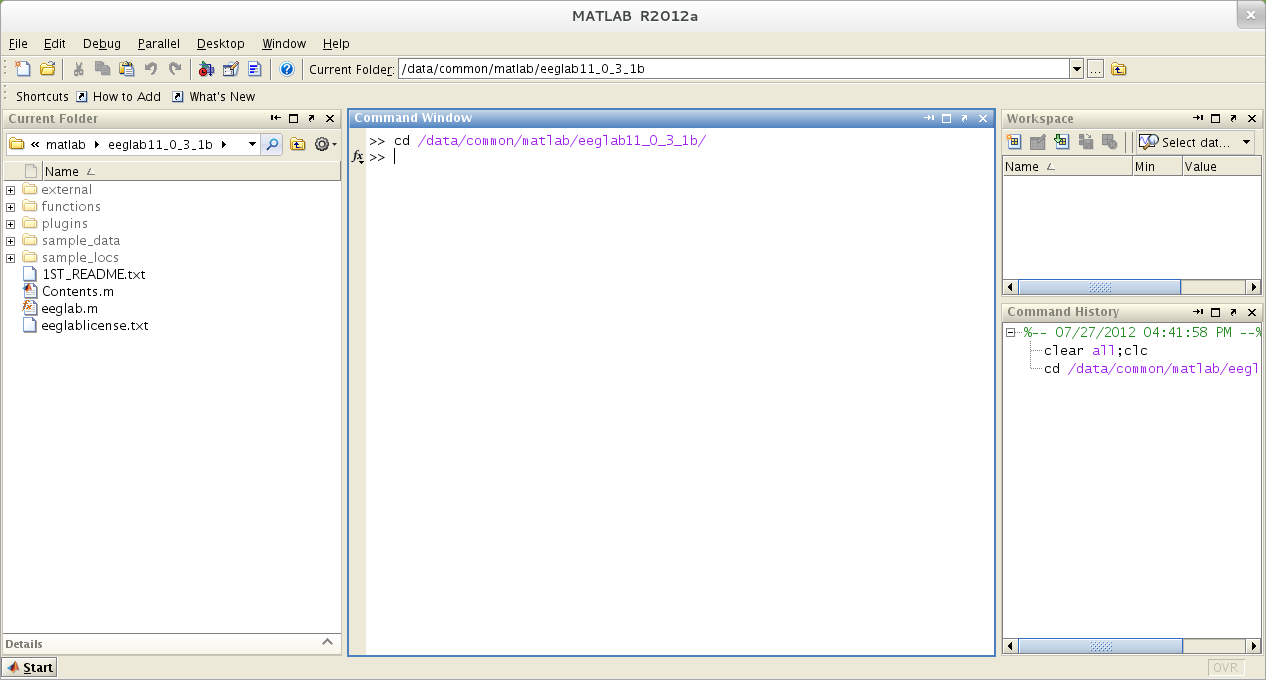 MATLAB R2012a
File Edit Debug Parallel Desktop Window Help
Current Folder: /data/common/matlab/eeglab11_0_3_1b ...
Shortcuts How to Add What's New
Current Folder
« matlab eeglab11_0_3_1b
Name
external
functions
plugins
sample_data
sample_locs
1ST_README.txt
Contents.m
eeglab.m
eeglablicense.txt
Details
Start
Command Window
>> cd /data/common/matlab/eeglab11_0_3_1b/
fx >>
Workspace
Select dat...
Name Min Value
Command History
%-- 07/27/2012 04:41:58 PM --%
clear all;clc
cd /data/common/matlab/eegl
OVR